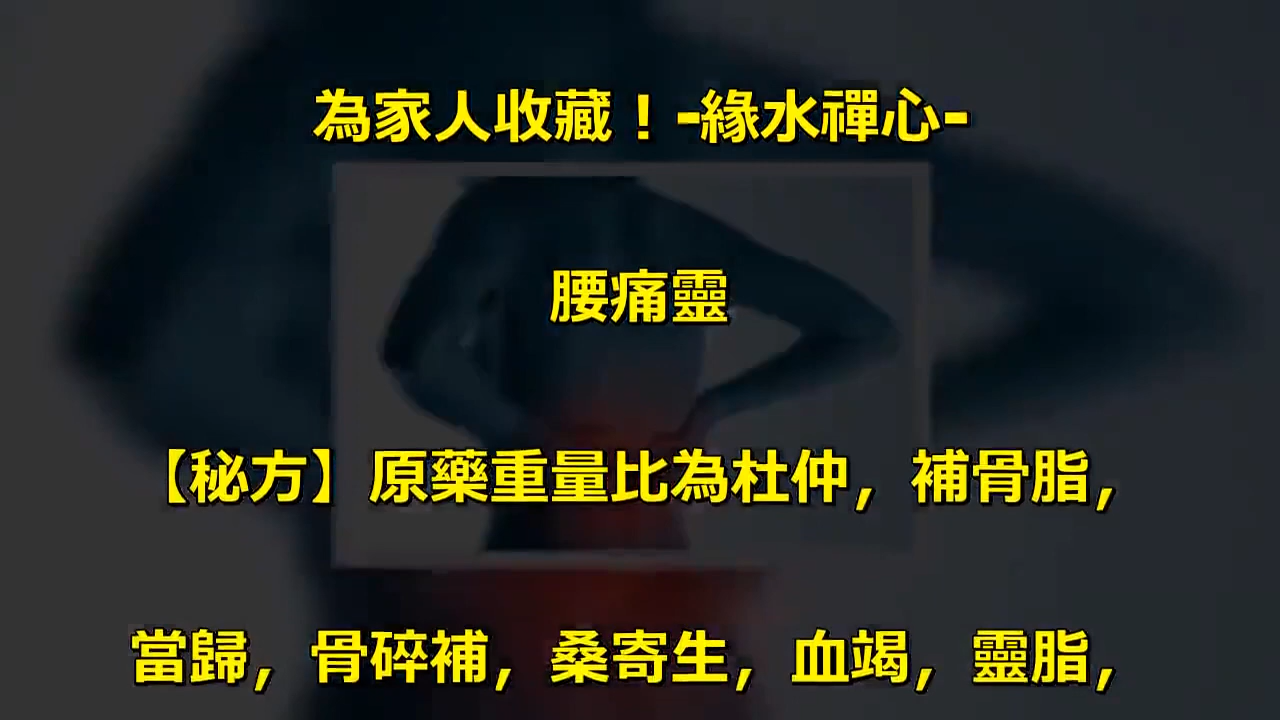 為家人收藏！-緣水禪心-
腰痛靈
【秘方】原藥重量比為杜仲，補骨脂，
當歸，骨碎補，桑寄生，血竭，靈脂，